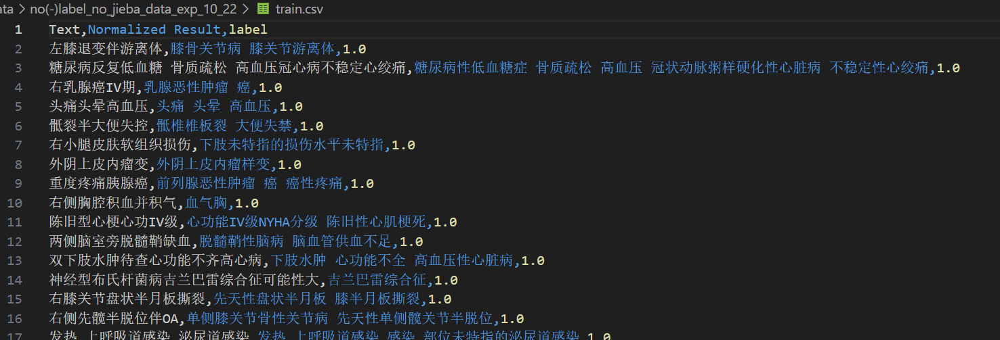 ata > no(-)label_no_jieba_data_exp_10_22 > train.csv
1 Text,Normalized Result,label
2 左膝退变伴游离体,膝骨关节病 膝关节游离体,1.0
3 糖尿病反复低血糖 骨质疏松 高血压冠心病不稳定心绞痛,糖尿病性低血糖症 骨质疏松 高血压 冠状动脉粥样硬化性心脏病 不稳定性心绞痛,1.0
4 右乳腺癌IV期,乳腺恶性肿瘤 癌,1.0
5 头痛头晕高血压,头痛 头晕 高血压,1.0
6 骶裂半大便失控,骶椎椎板裂 大便失禁,1.0
7 右小腿皮肤软组织损伤,下肢未特指的损伤水平未特指,1.0
8 外阴上皮内瘤变,外阴上皮内瘤样变,1.0
9 重度疼痛胰腺癌,前列腺恶性肿瘤 癌 癌性疼痛,1.0
10 右侧胸腔积血并积气,血气胸,1.0
11 陈旧型心梗心功IV级,心功能IV级NYHA分级 陈旧性心肌梗死,1.0
12 两侧脑室旁脱髓鞘缺血,脱髓鞘性脑病 脑血管供血不足,1.0
13 双下肢水肿待查心功能不齐高心病,下肢水肿 心功能不全 高血压性心脏病,1.0
14 神经型布氏杆菌病吉兰巴雷综合征可能性大,吉兰巴雷综合征,1.0
15 右膝关节盘状半月板撕裂,先天性盘状半月板 膝半月板撕裂,1.0
16 右侧先髋半脱位伴OA,单侧膝关节骨性关节病 先天性单侧髋关节半脱位,1.0
17 发热 上呼吸道感染 泌尿道感染,发热 上呼吸道感染 感染 部位未特指的泌尿道感染,1.0